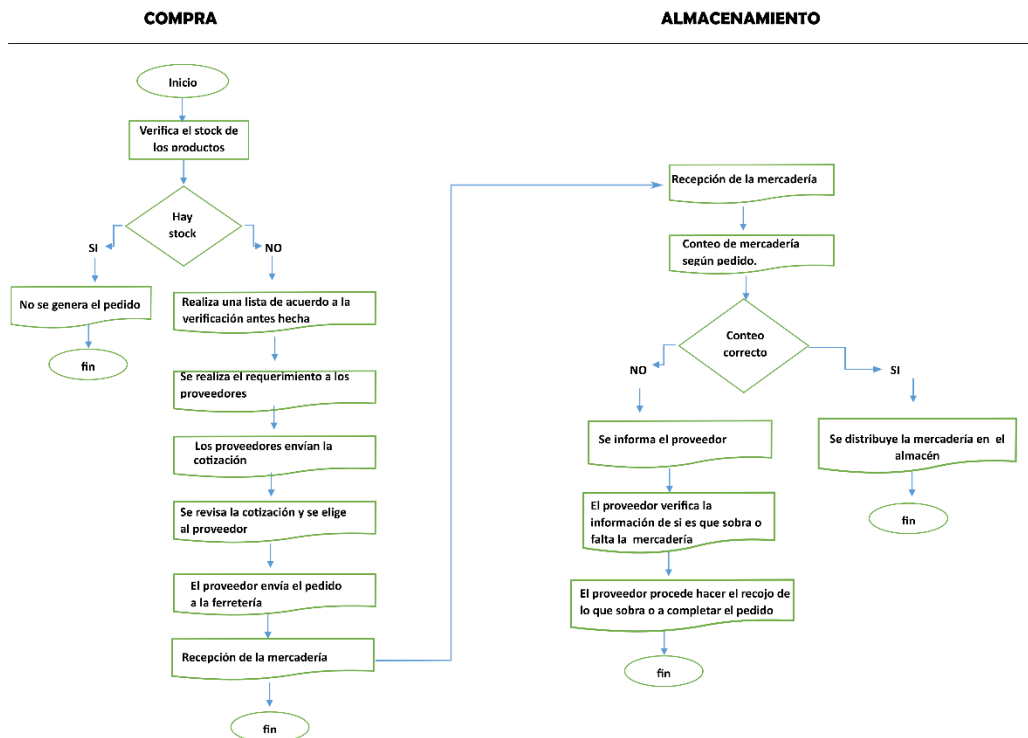 COMPRA
Inicio
Verifica el stock de
los productos
Hay
stock
SI
NO
No se genera el pedido
fin
Realiza una lista de acuerdo a la
verificación antes hecha
Se realiza el requerimiento a los
proveedores
Los proveedores envían la
cotización
Se revisa la cotización y se elige
al proveedor
El proveedor envía el pedido
a la ferretería
Recepción de la mercadería
fin
ALMACENAMIENTO
Recepción de la mercadería
Conteo de mercadería
según pedido.
Conteo
correcto
NO
SI
Se informa el proveedor
El proveedor verifica la
información de si es que sobra o
falta la mercadería
El proveedor procede hacer el recojo de
lo que sobra o a completar el pedido
fin
Se distribuye la mercadería en el
almacén
fin